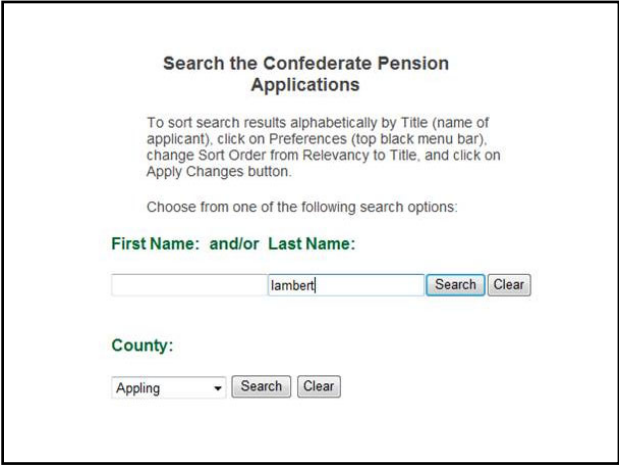 Search the Confederate Pension
Applications
To sort search results alphabetically by Title (name of
applicant), click on Preferences (top black menu bar),
change Sort Order from Relevancy to Title, and click on
Apply Changes button.
Choose from one of the following search options:
First Name: and/or Last Name:
lambert Search Clear
County:
Appling Search Clear